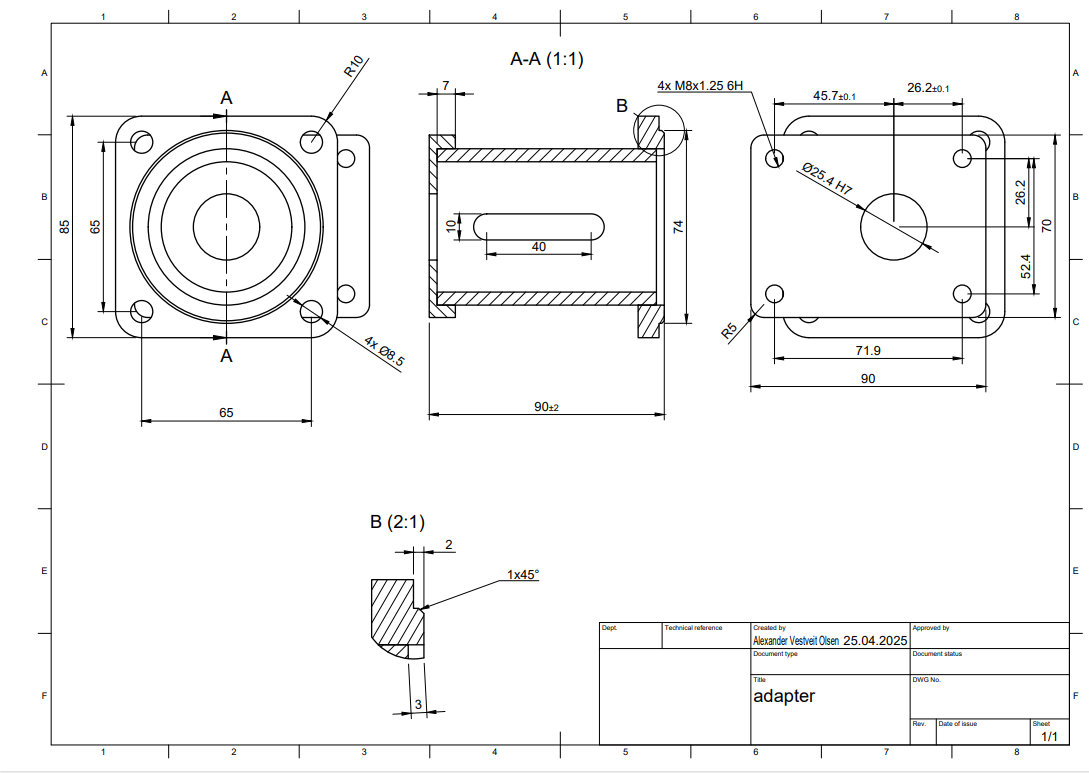 1 2 3 4 5 6 7 8
A A
A-A (1:1)
R10
7
4x M8x1.25 6H
45.7±0.1
26.2±0.1
A
B
B B
Ø25.4 H7
85
65
10
40
74
26.2
70
52.4
C C
R5
A
4x Ø8.5
71.9
90
65
90±2
D D
B (2:1)
2
1x45°
E E
3
F F
Dept.
Technical reference
Created by
Alexander Vestveit Olsen 25.04.2025
Approved by
Document type
Document status
Title
adapter
DWG No.
Rev.
Date of issue
Sheet
1/1
1 2 3 4 5 6 7 8